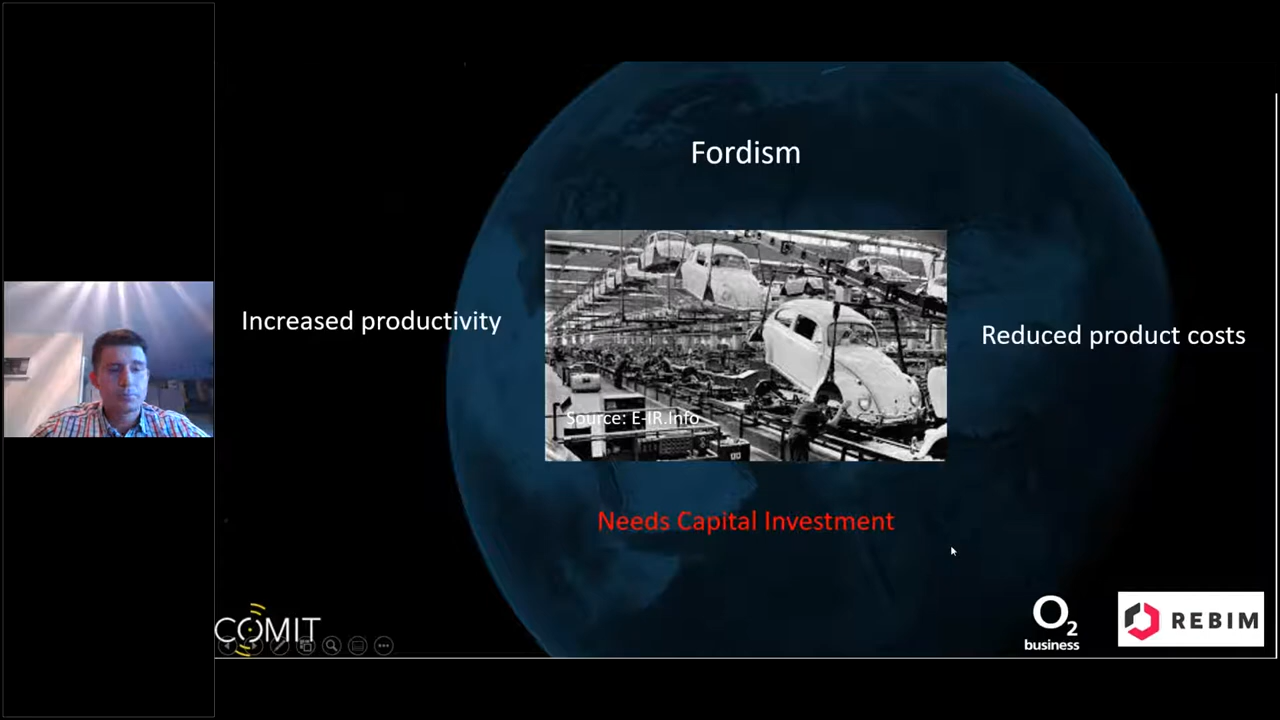 Fordism
Increased productivity
Reduced product costs
Source: E-IR.Info
Needs Capital Investment
COMIT
O2
business
REBIM